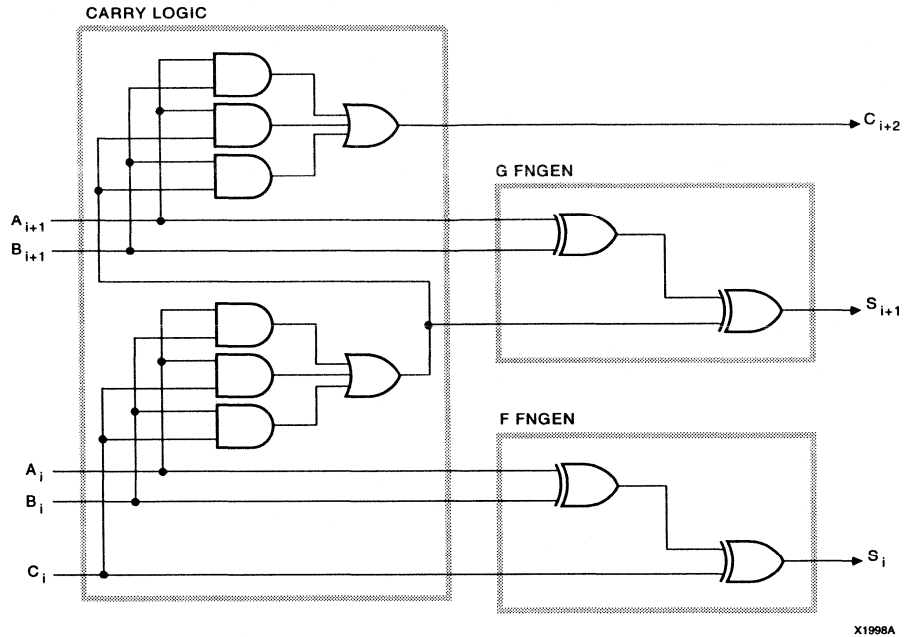 CARRY LOGIC
C i+2
G FNGEN
A i+1
B i+1
S i+1
F FNGEN
A i
B i
S i
C i
X1998A